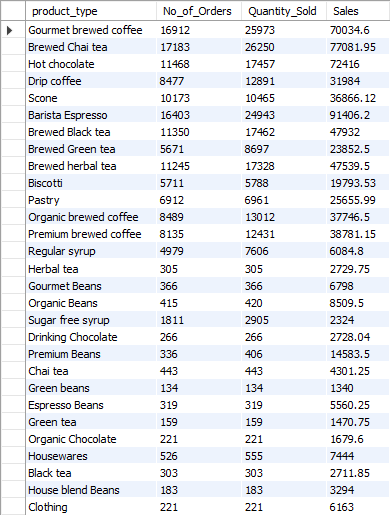 product_type No_of_Orders Quantity_Sold Sales
Gourmet brewed coffee 16912 25973 70034.6
Brewed Chai tea 17183 26250 77081.95
Hot chocolate 11468 17457 72416
Drip coffee 8477 12891 31984
Scone 10173 10465 36866.12
Barista Espresso 16403 24943 91406.2
Brewed Black tea 11350 17462 47932
Brewed Green tea 5671 8697 23852.5
Brewed herbal tea 11245 17328 47539.5
Biscotti 5711 5788 19793.53
Pastry 6912 6961 25655.99
Organic brewed coffee 8489 13012 37746.5
Premium brewed coffee 8135 12431 38781.15
Regular syrup 4979 7606 6084.8
Herbal tea 305 305 2729.75
Gourmet Beans 366 366 6798
Organic Beans 415 420 8509.5
Sugar free syrup 1811 2905 2324
Drinking Chocolate 266 266 2728.04
Premium Beans 336 406 14583.5
Chai tea 443 443 4301.25
Green beans 134 134 1340
Espresso Beans 319 319 5560.25
Green tea 159 159 1470.75
Organic Chocolate 221 221 1679.6
Housewares 526 555 7444
Black tea 303 303 2711.85
House blend Beans 183 183 3294
Clothing 221 221 6163